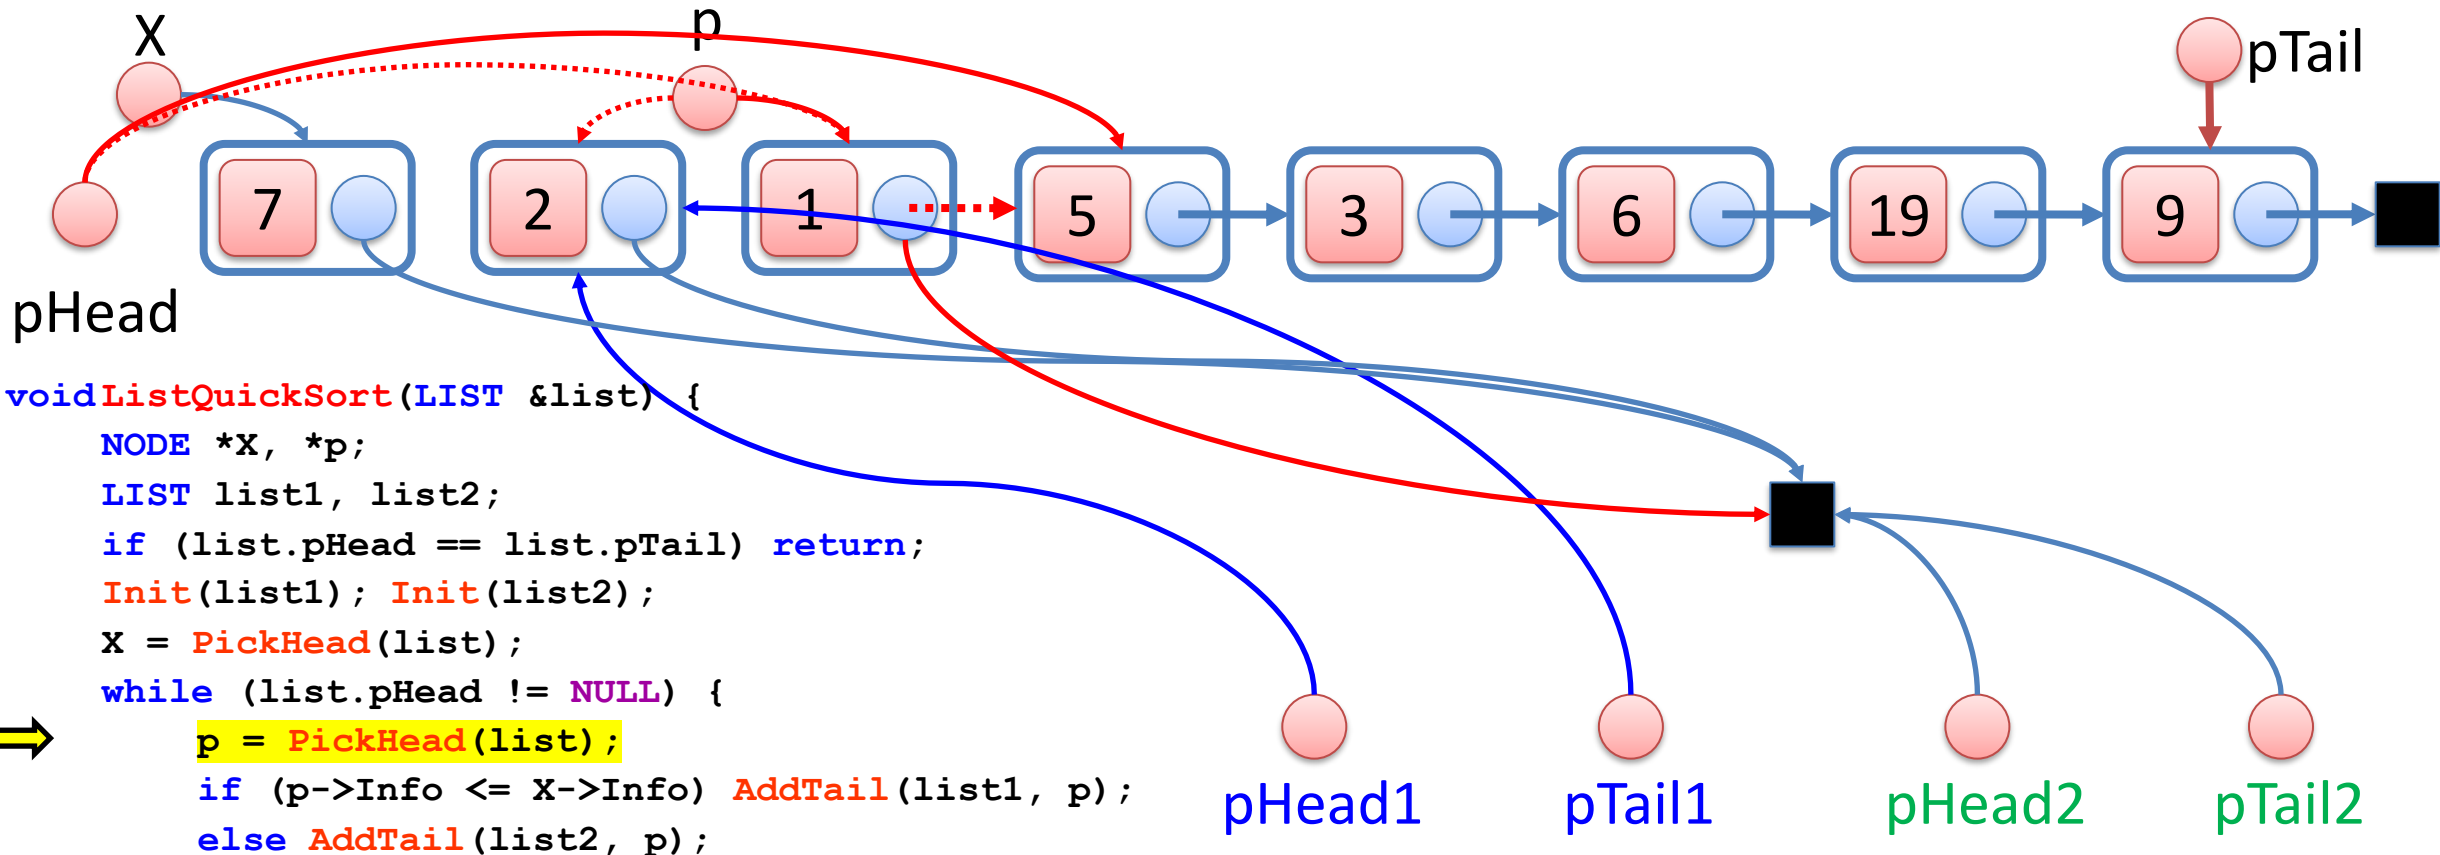 X
p
pTail
7 2 1 5 3 6 19 9
pHead
void ListQuickSort(LIST &list) {
NODE *X, *p;
LIST list1, list2;
if (list.pHead == list.pTail) return;
Init(list1); Init(list2);
X = PickHead(list);
while (list.pHead != NULL) {
p = PickHead(list);
if (p->Info <= X->Info) AddTail(list1, p);
else AddTail(list2, p);
pHead1 pTail1 pHead2 pTail2